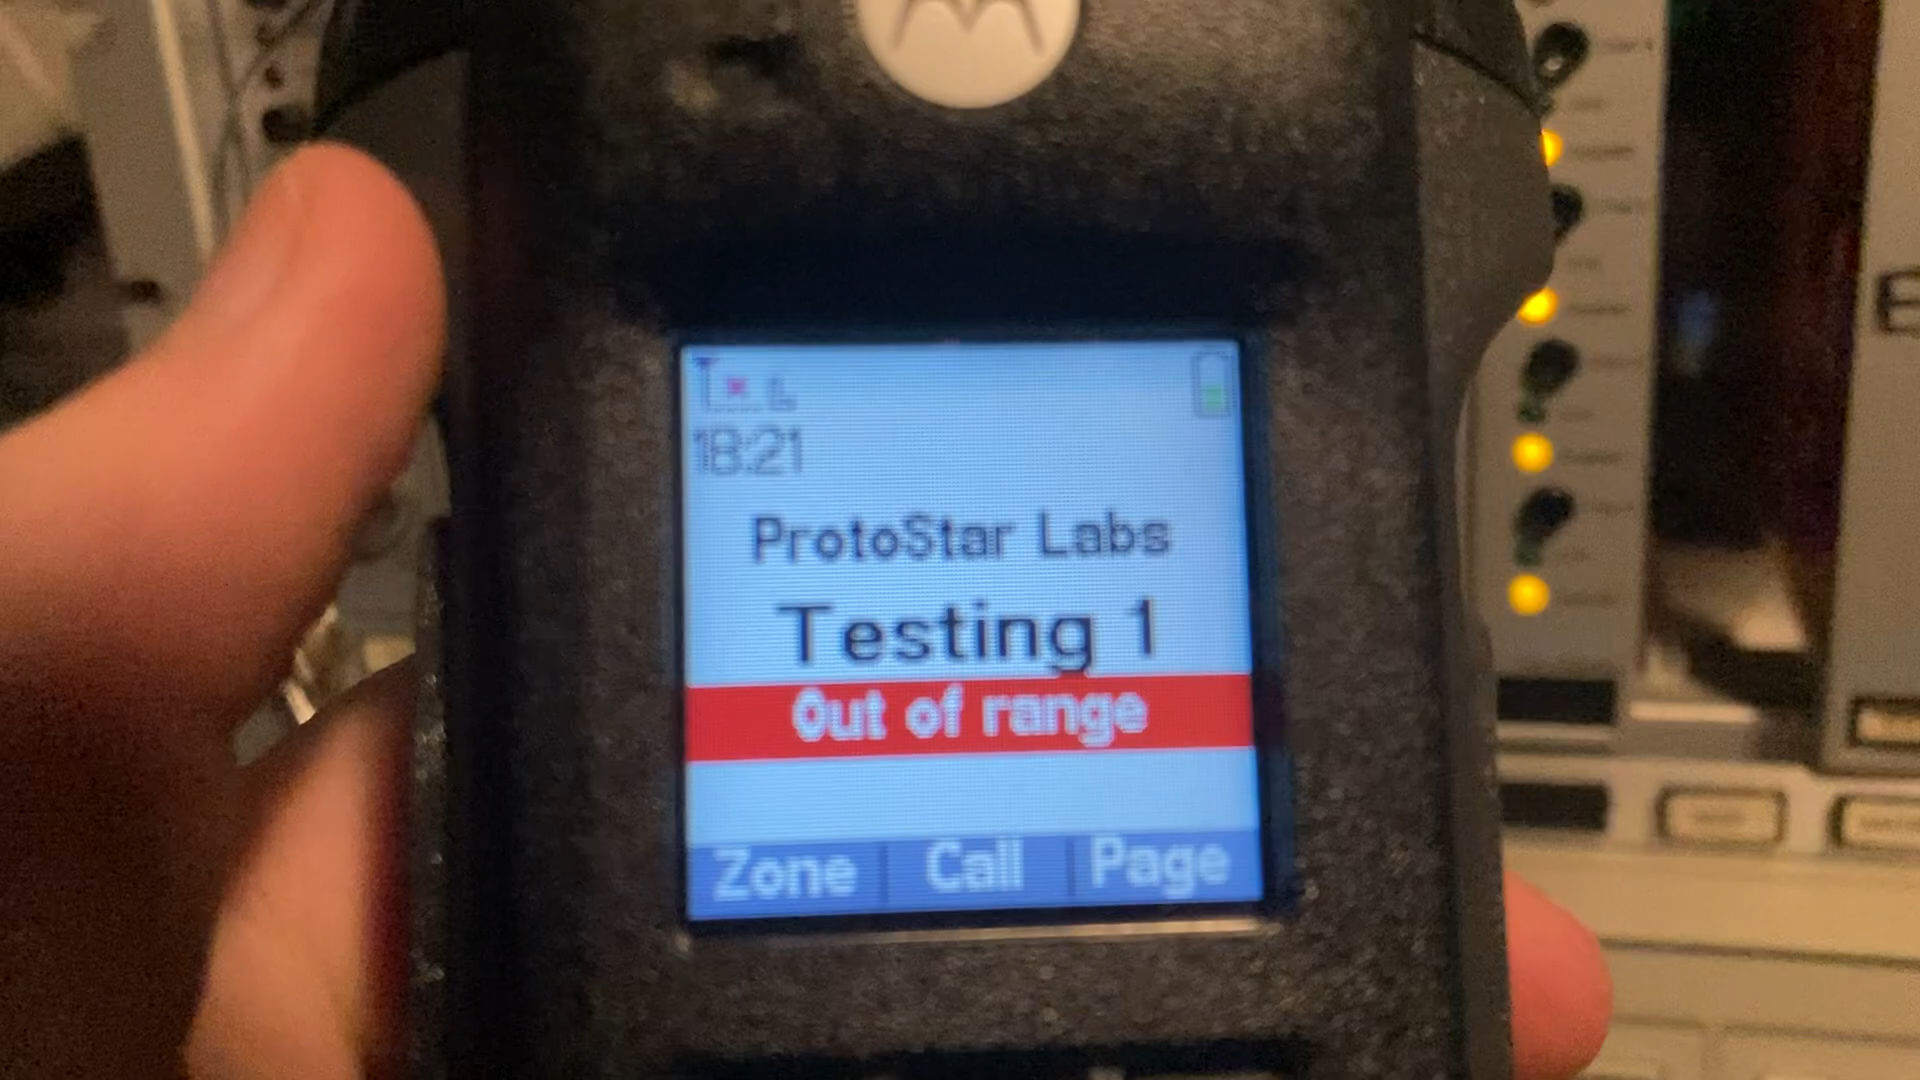 18:21
ProtoStar Labs
Testing 1
Out of range
Zone Call Page